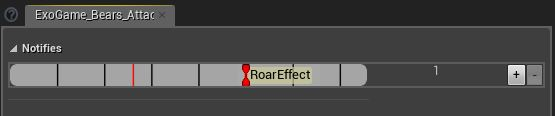 ExoGame_Bears_Attac
Notifies
RoarEffect
1
+ -